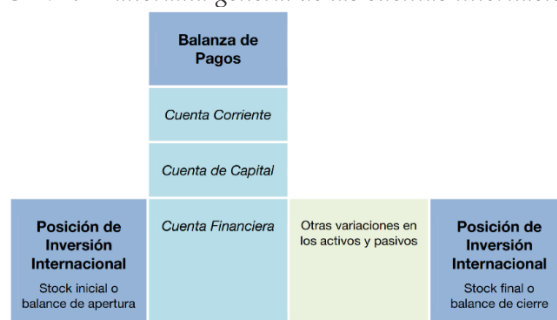 Balanza de
Pagos
Cuenta Corriente
Cuenta de Capital
Posición de
Inversión
Internacional
Stock inicial o
balance de apertura
Cuenta Financiera
Otras variaciones en
los activos y pasivos
Posición de
Inversión
Internacional
Stock final o
balance de cierre